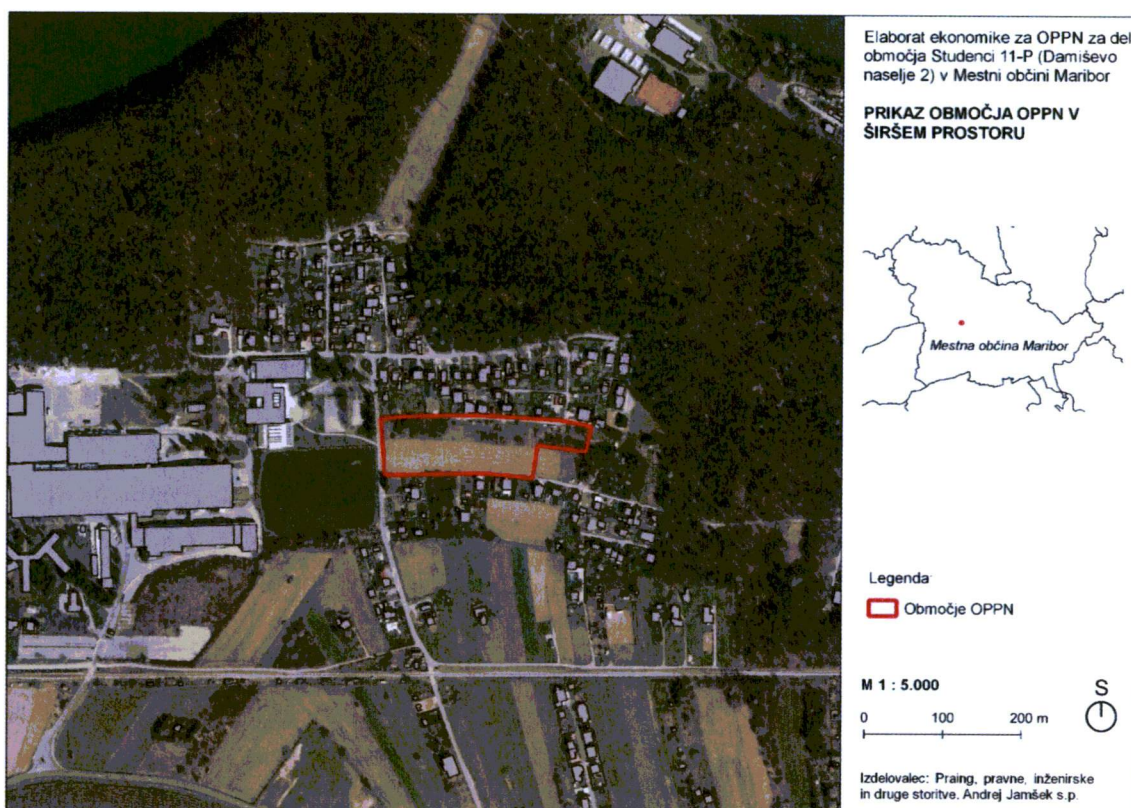 Elaborat ekonomike za OPPN za del
območja Studenci 11-P (Damiševo
naselje 2) v Mestni občini Maribor
PRIKAZ OBMOČJA OPPN V
ŠIRŠEM PROSTORU
Mestna občina Maribor
Legenda
Območje OPPN
M 1 : 5.000
S
0 100 200 m
Izdelovalec: Praing, pravne, inženirske
in druge storitve, Andrej Jamšek s.p.